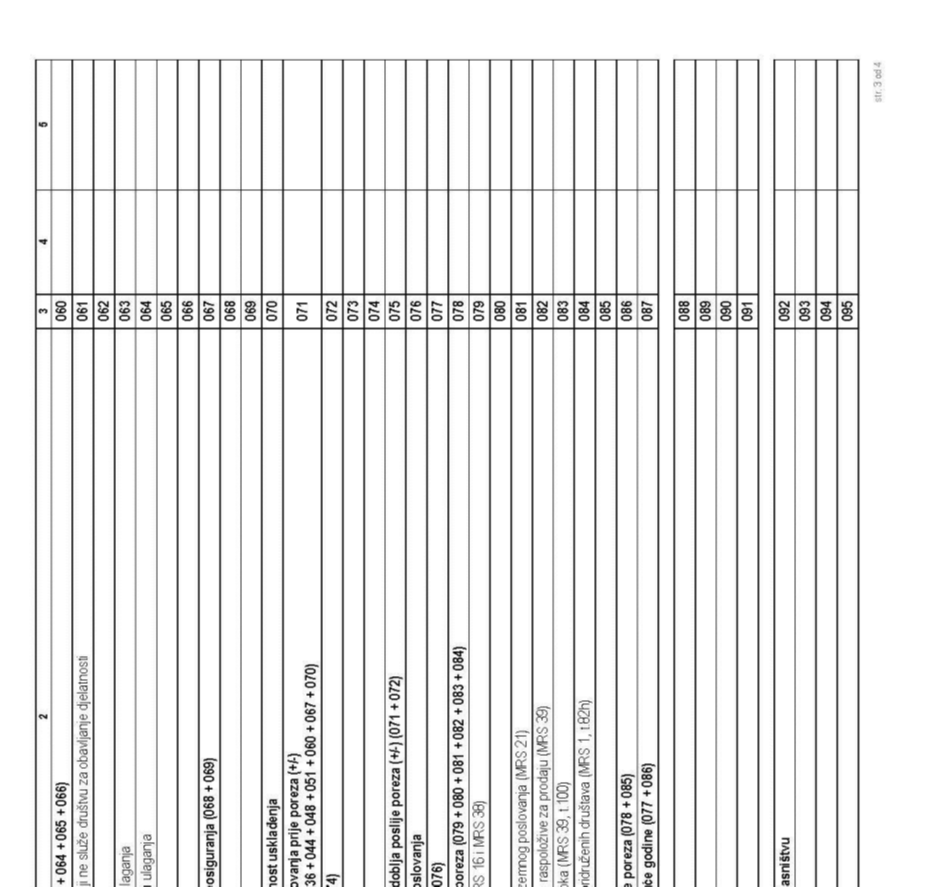 2 3 4 5
+ 064 + 065 + 066) 060
ji ne služe društvu za obavljanje djelatnosti 061
062
laganja 063
ulaganja 064
065
066
osiguranja (068 + 069) 067
068
069
nost usklađenja 070
ovanja prije poreza (+/-)
36 + 044 + 048 + 051 + 060 + 067 + 070) 071
4) 072
073
074
doblja poslije poreza (+/-) (071 + 072) 075
oslovanja 076
076) 077
poreza (079 + 080 + 081 + 082 + 083 + 084) 078
RS 16 i MRS 38) 079
080
zemnog poslovanja (MRS 21) 081
raspoložive za prodaju (MRS 39) 082
oka (MRS 39, t.100) 083
pridruženih društava (MRS 1, t.82h) 084
085
e poreza (078 + 085) 086
će godine (077 + 086) 087
088
089
090
091
asništvu 092
093
094
095
str. 3 od 4